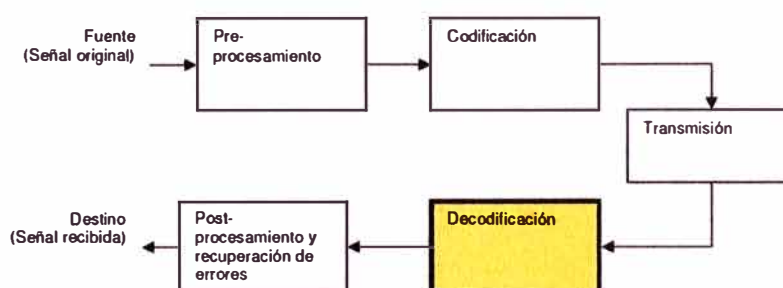 Fuente
(Señal original)
Pre-
procesamiento
Codificación
Transmisión
Destino
(Señal recibida)
Post-
procesamiento y
recuperación de
errores
Decodificación